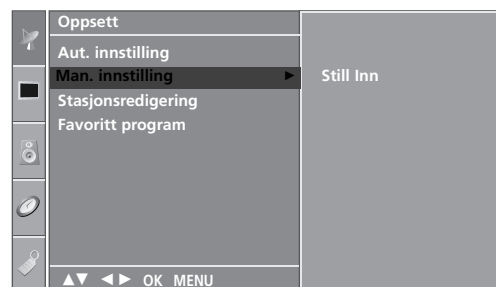 Oppsett
Aut. innstilling
Man. innstilling ► Still Inn
Stasjonsredigering
Favoritt program
▲▼ ◄► OK MENU